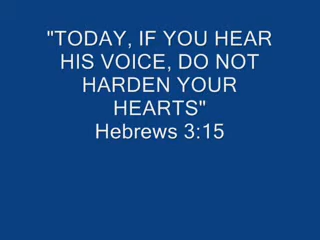 "TODAY, IF YOU HEAR
HIS VOICE, DO NOT
HARDEN YOUR
HEARTS"
Hebrews 3:15